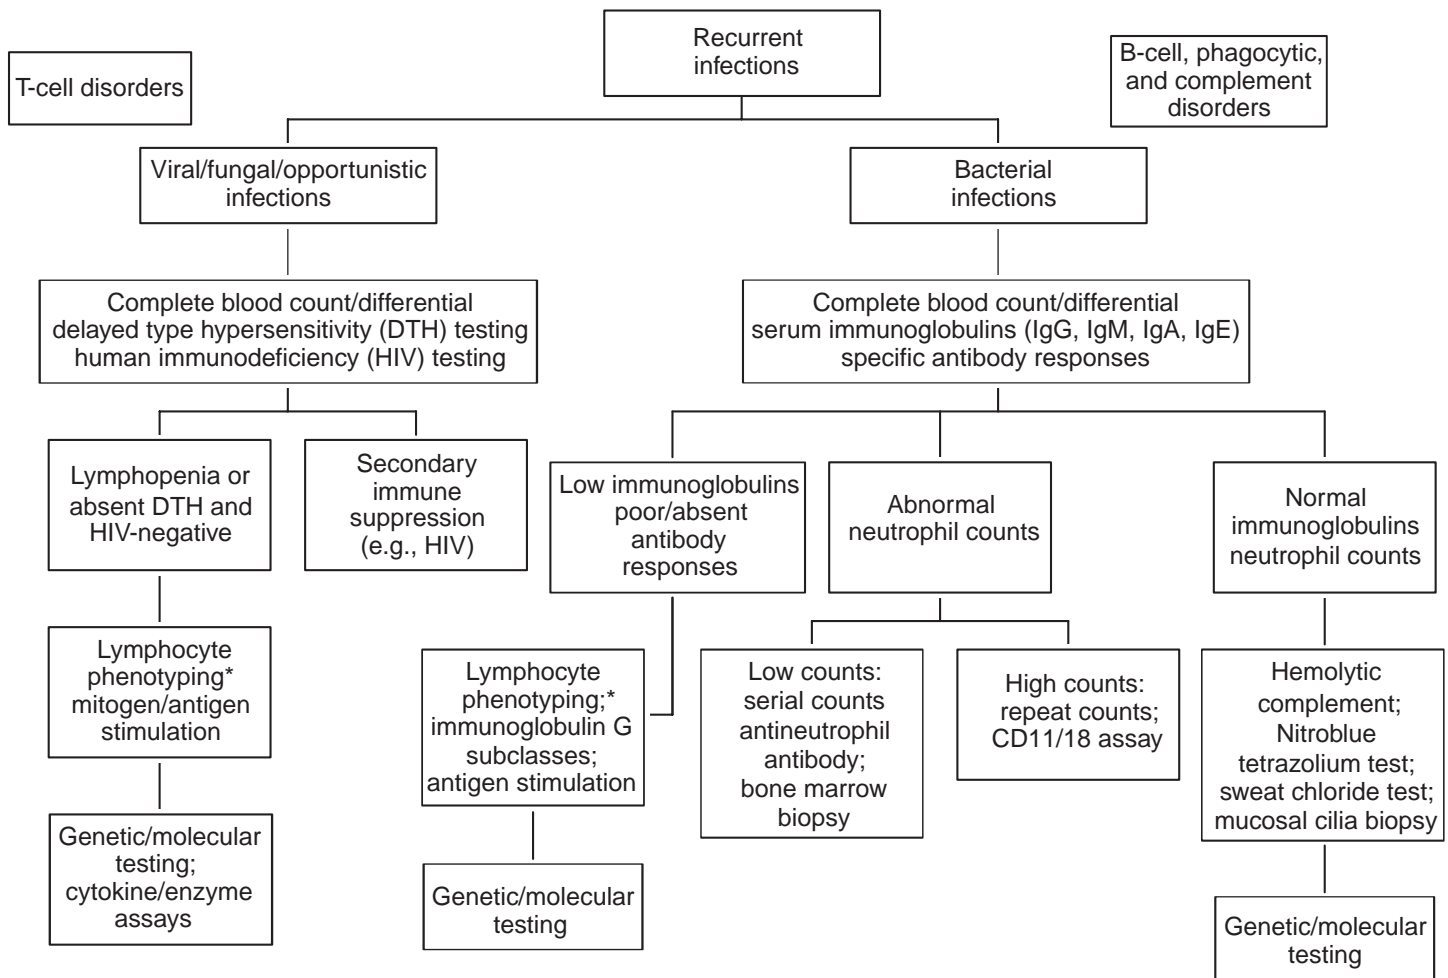 Recurrent
infections
T-cell disorders
B-cell, phagocytic,
and complement
disorders
Viral/fungal/opportunistic
infections
Bacterial
infections
Complete blood count/differential
delayed type hypersensitivity (DTH) testing
human immunodeficiency (HIV) testing
Complete blood count/differential
serum immunoglobulins (IgG, IgM, IgA, IgE)
specific antibody responses
Lymphopenia or
absent DTH and
HIV-negative
Secondary
immune
suppression
(e.g., HIV)
Low immunoglobulins
poor/absent
antibody
responses
Abnormal
neutrophil counts
Normal
immunoglobulins
neutrophil counts
Lymphocyte
phenotyping*
mitogen/antigen
stimulation
Lymphocyte
phenotyping;*
immunoglobulin G
subclasses;
antigen stimulation
Low counts:
serial counts
antineutrophil
antibody;
bone marrow
biopsy
High counts:
repeat counts;
CD11/18 assay
Hemolytic
complement;
Nitroblue
tetrazolium test;
sweat chloride test;
mucosal cilia biopsy
Genetic/molecular
testing;
cytokine/enzyme
assays
Genetic/molecular
testing
Genetic/molecular
testing